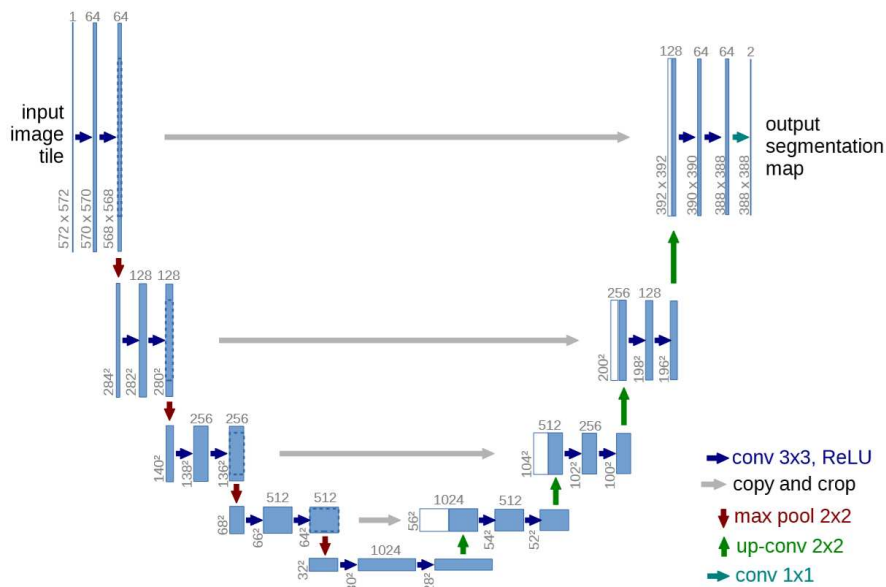 1 64 64
input image tile
572 x 572
570 x 570
568 x 568
128 64 64 2
output segmentation map
392 x 392
390 x 390
388 x 388
388 x 388
128 128
284²
282²
280²
256 128
200²
198²
196²
256 256
140²
138²
136²
512 256
104²
102²
100²
512 512
68²
66²
64²
1024 512
56²
54²
52²
1024
32²
conv 3x3, ReLU
copy and crop
max pool 2x2
up-conv 2x2
conv 1x1